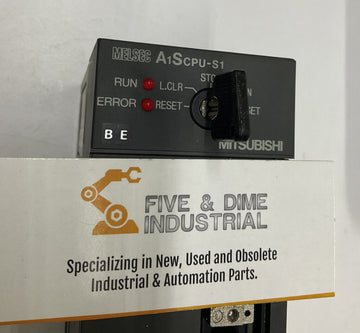 MELSEC A1SCPU-S1
RUN L.CLR
ERROR RESET
B E
MITSUBISHI
FIVE & DIME
INDUSTRIAL
Specializing in New, Used and Obsolete
Industrial & Automation Parts.